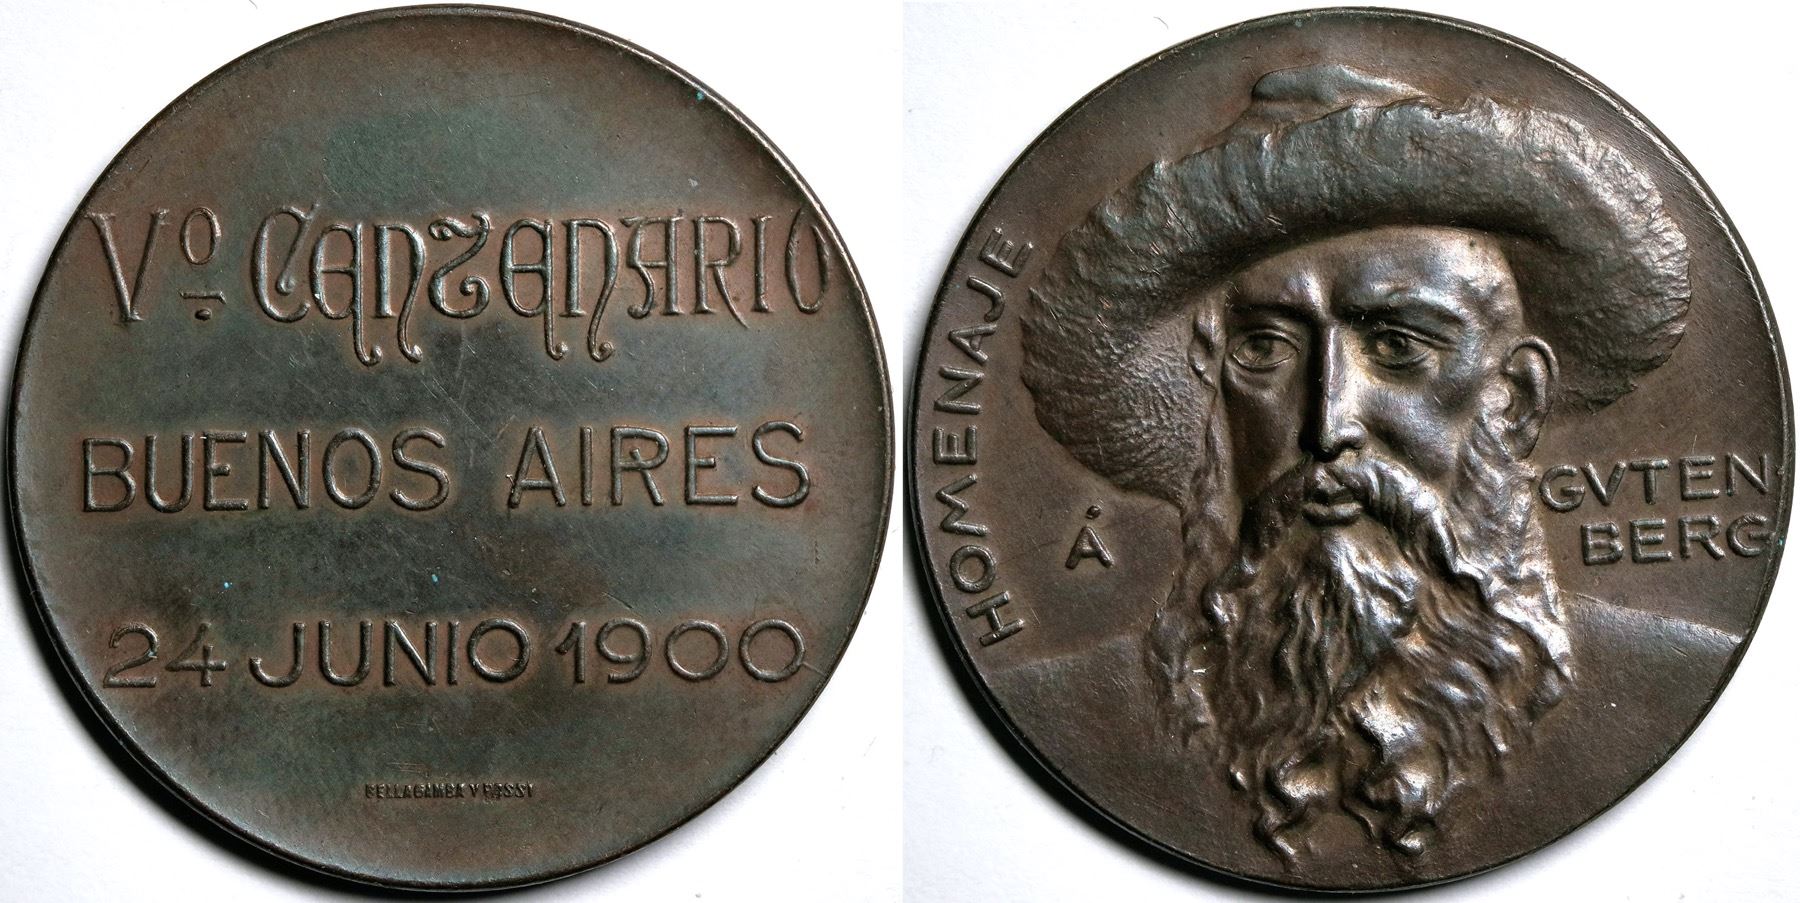 Vº CENTENARIO
BUENOS AIRES
24 JUNIO 1900
BELLAGAMBA Y ROSSI
HOMENAJE
Á
GVTEN
BERG